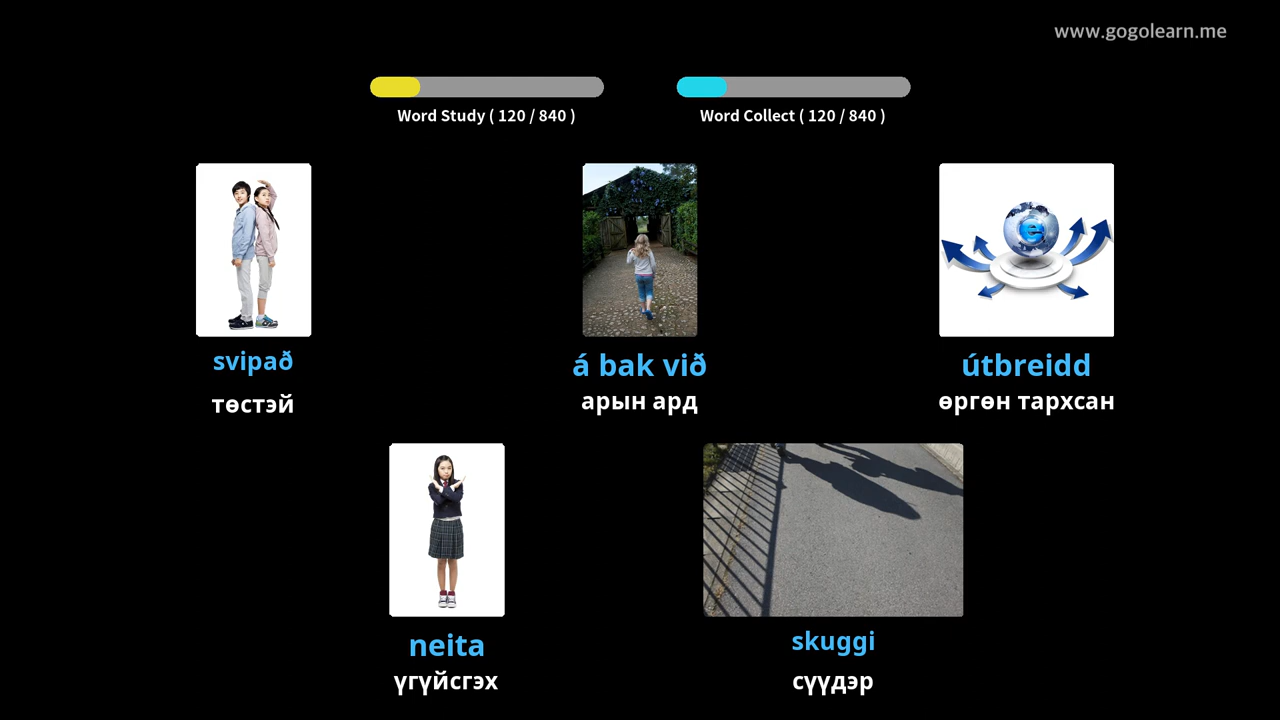 www.gogolearn.me
Word Study ( 120 / 840 )
Word Collect ( 120 / 840 )
svipað
төстэй
á bak við
арын ард
e
útbreidd
өргөн тархсан
neita
үгүйсгэх
skuggi
сүүдэр